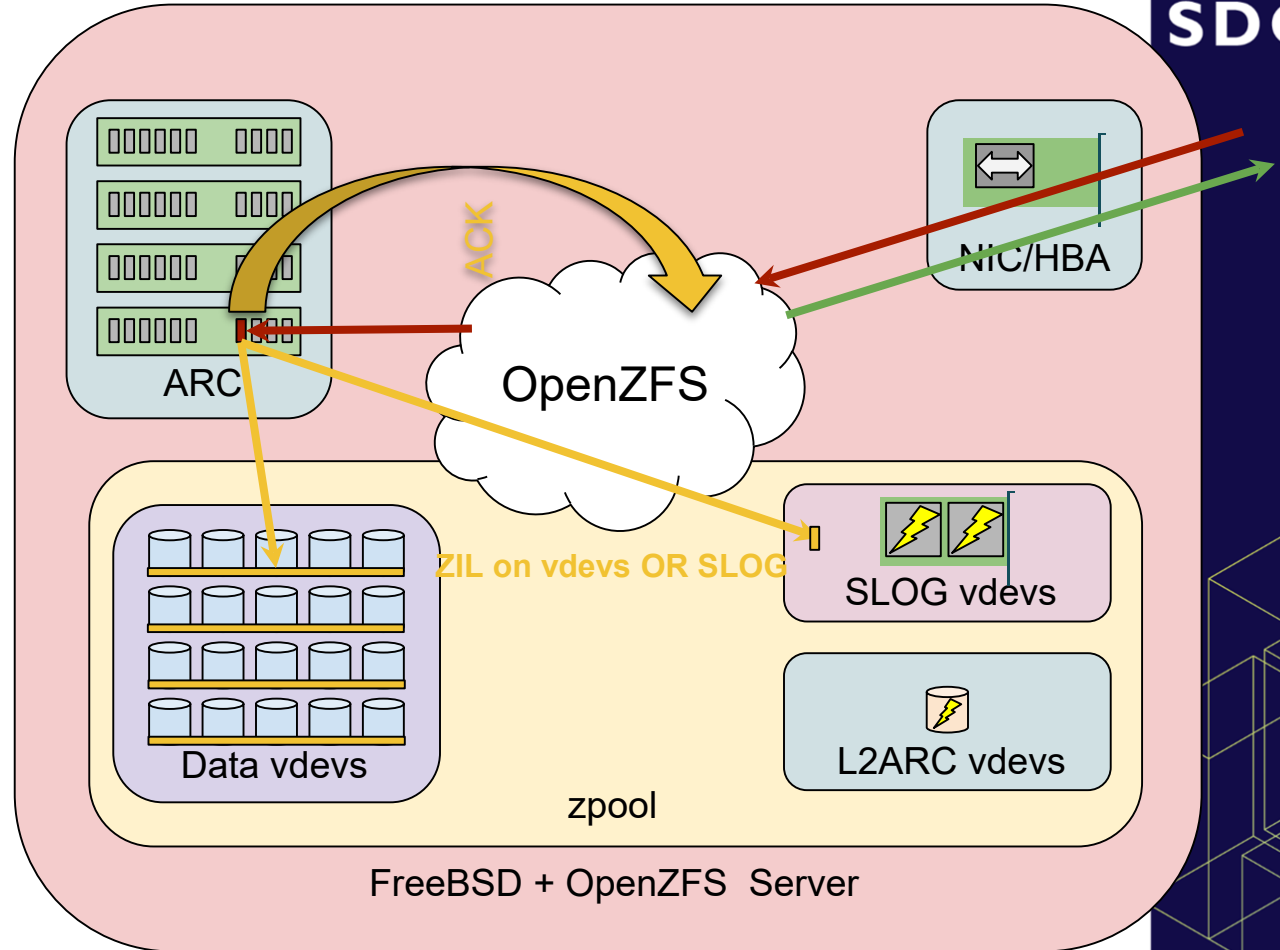 SD
NIC/HBA
ACK
ARC
OpenZFS
ZIL on vdevs OR SLOG
SLOG vdevs
Data vdevs
L2ARC vdevs
zpool
FreeBSD + OpenZFS Server